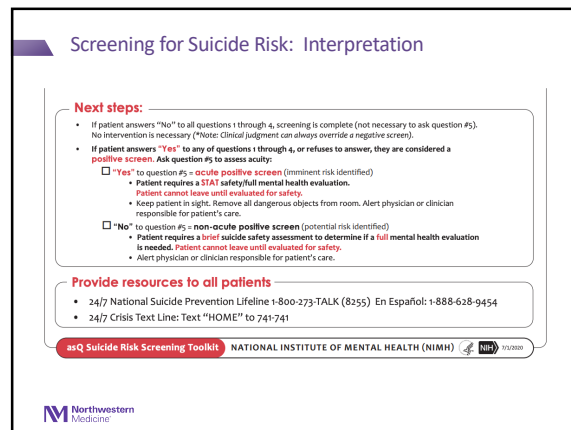 Screening for Suicide Risk: Interpretation
Next steps:
• If patient answers “No” to all questions 1 through 4, screening is complete (not necessary to ask question #5).
No intervention is necessary (*Note: Clinical judgment can always override a negative screen).
• If patient answers “Yes” to any of questions 1 through 4, or refuses to answer, they are considered a
positive screen. Ask question #5 to assess acuity:
“Yes” to question #5 = acute positive screen (imminent risk identified)
• Patient requires a STAT safety/full mental health evaluation.
Patient cannot leave until evaluated for safety.
• Keep patient in sight. Remove all dangerous objects from room. Alert physician or clinician
responsible for patient’s care.
“No” to question #5 = non-acute positive screen (potential risk identified)
• Patient requires a brief suicide safety assessment to determine if a full mental health evaluation
is needed. Patient cannot leave until evaluated for safety.
• Alert physician or clinician responsible for patient’s care.
Provide resources to all patients
• 24/7 National Suicide Prevention Lifeline 1-800-273-TALK (8255) En Español: 1-888-628-9454
• 24/7 Crisis Text Line: Text “HOME” to 741-741
asQ Suicide Risk Screening Toolkit NATIONAL INSTITUTE OF MENTAL HEALTH (NIMH) NIH 7/1/2020
Northwestern
Medicine®